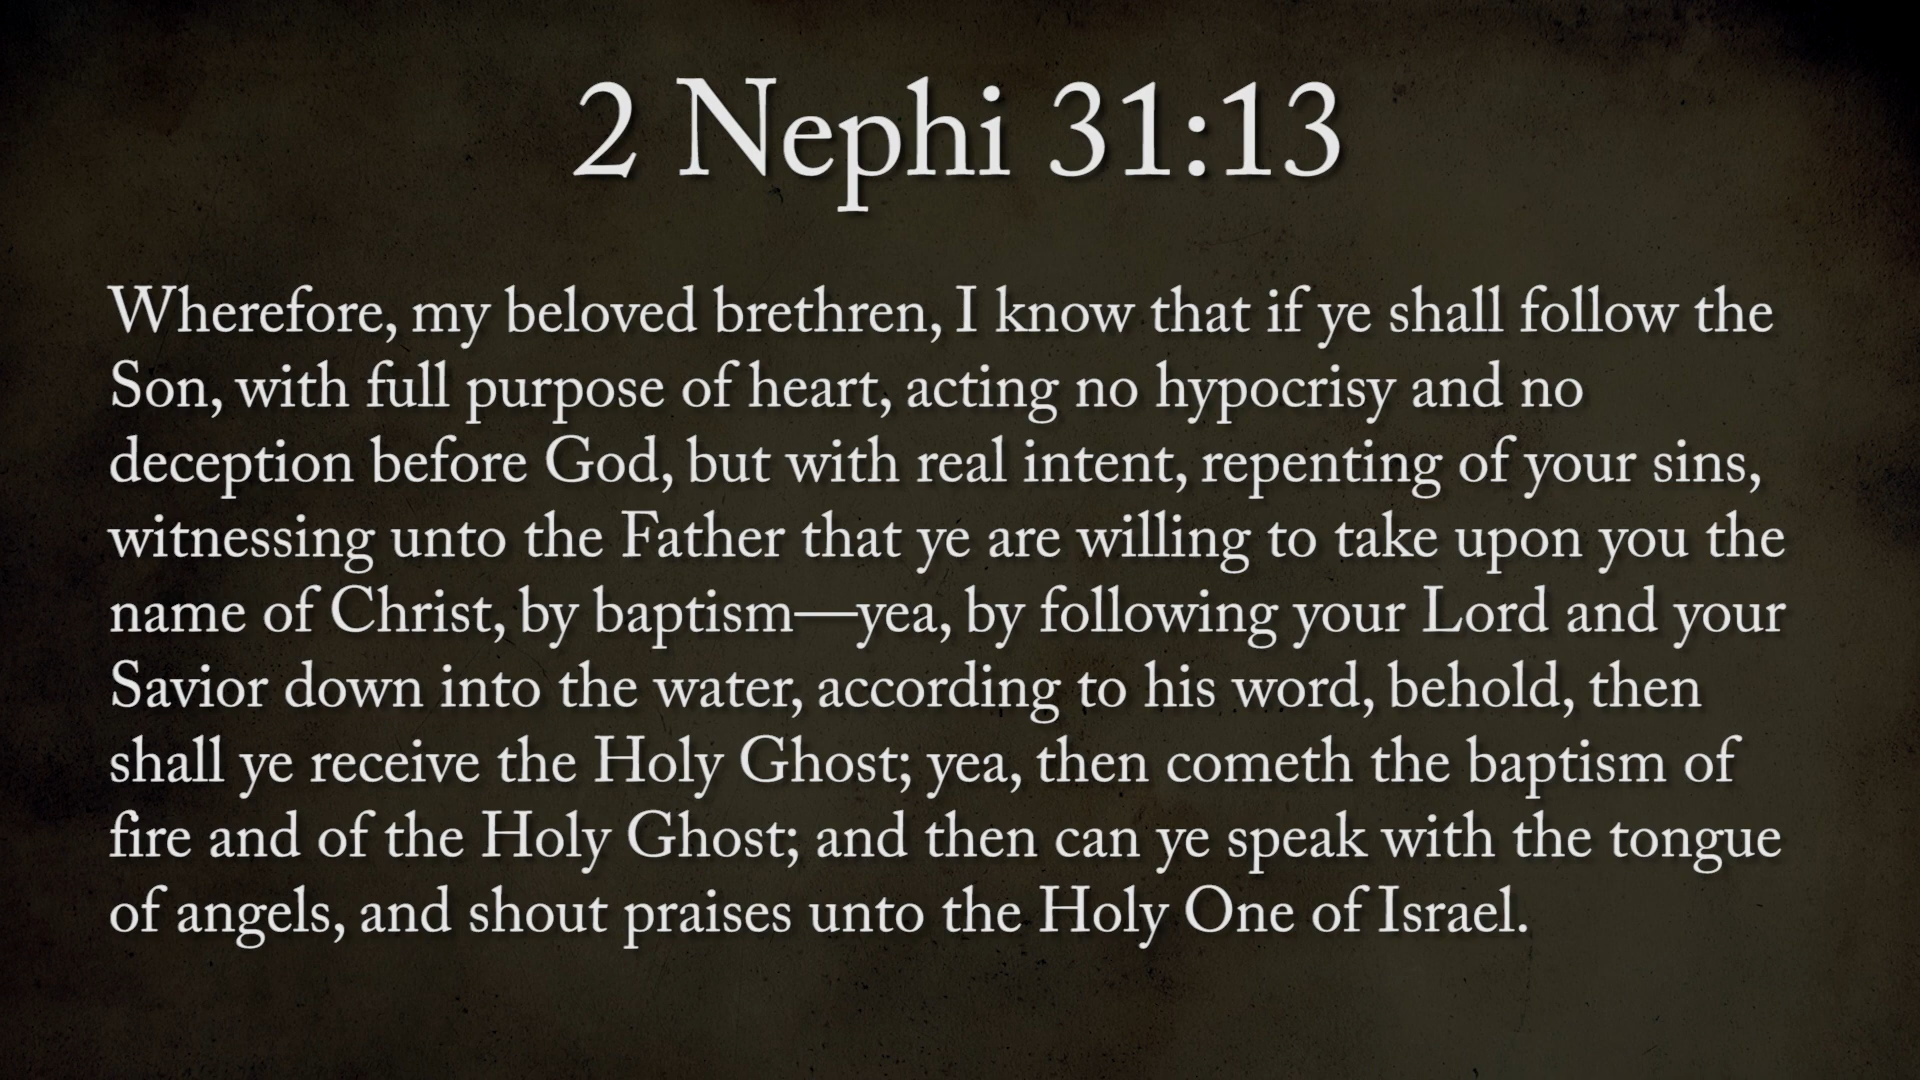 2 Nephi 31:13
Wherefore, my beloved brethren, I know that if ye shall follow the
Son, with full purpose of heart, acting no hypocrisy and no
deception before God, but with real intent, repenting of your sins,
witnessing unto the Father that ye are willing to take upon you the
name of Christ, by baptism—yea, by following your Lord and your
Savior down into the water, according to his word, behold, then
shall ye receive the Holy Ghost; yea, then cometh the baptism of
fire and of the Holy Ghost; and then can ye speak with the tongue
of angels, and shout praises unto the Holy One of Israel.